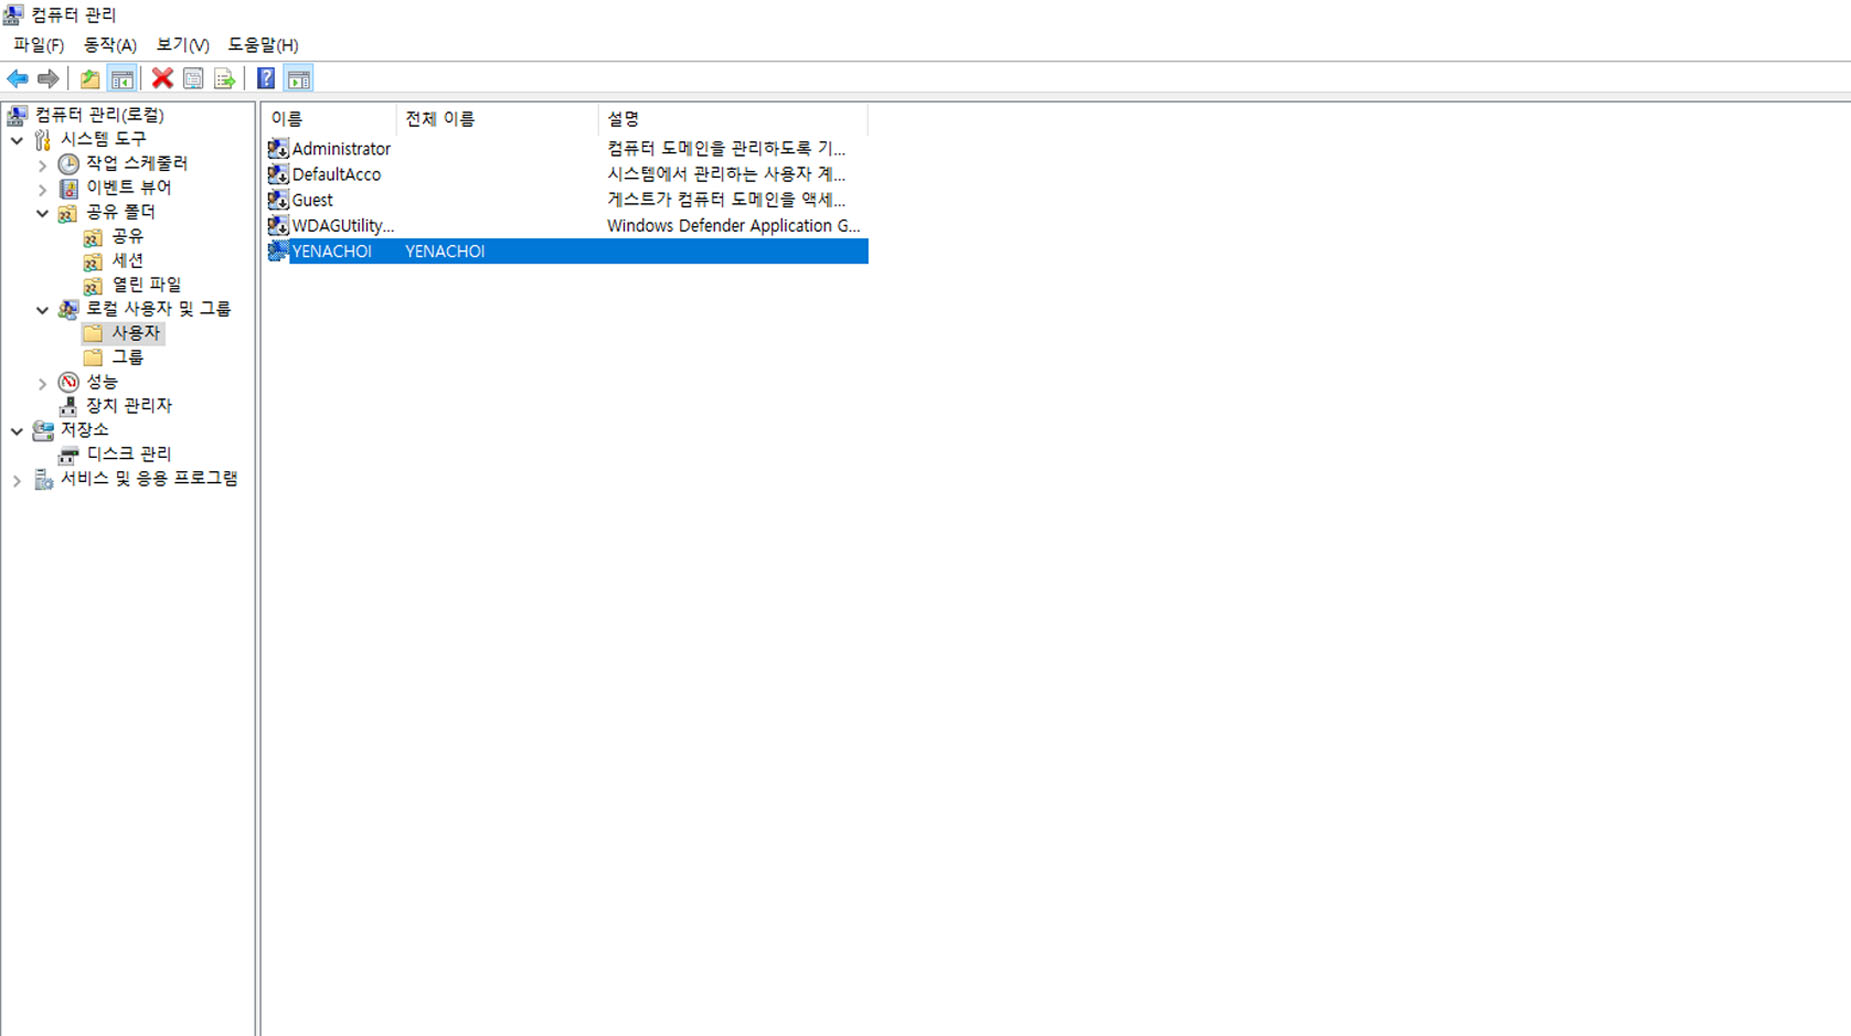 컴퓨터 관리
파일(F) 동작(A) 보기(V) 도움말(H)
컴퓨터 관리(로컬)
시스템 도구
작업 스케줄러
이벤트 뷰어
공유 폴더
공유
세션
열린 파일
로컬 사용자 및 그룹
사용자
그룹
성능
장치 관리자
저장소
디스크 관리
서비스 및 응용 프로그램
이름 전체 이름 설명
Administrator 컴퓨터 도메인을 관리하도록 기...
DefaultAcco 시스템에서 관리하는 사용자 계...
Guest 게스트가 컴퓨터 도메인을 액세...
WDAGUtility... Windows Defender Application G...
YENACHOI YENACHOI